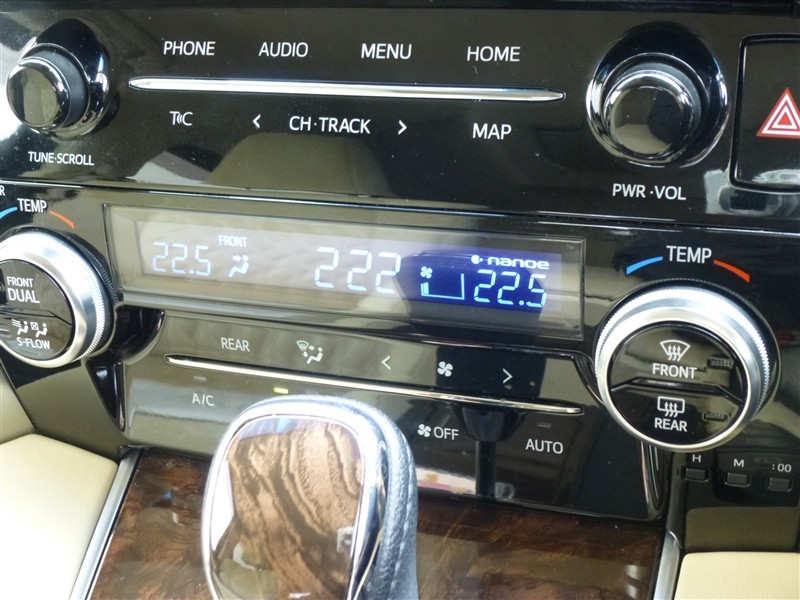 PHONE AUDIO MENU HOME
CH·TRACK MAP
TUNE·SCROLL
PWR·VOL
TEMP TEMP
FRONT
22.5 222 nanoe 22.5
FRONT
DUAL
S-FLOW
REAR
FRONT
REAR
A/C OFF AUTO
H M :00